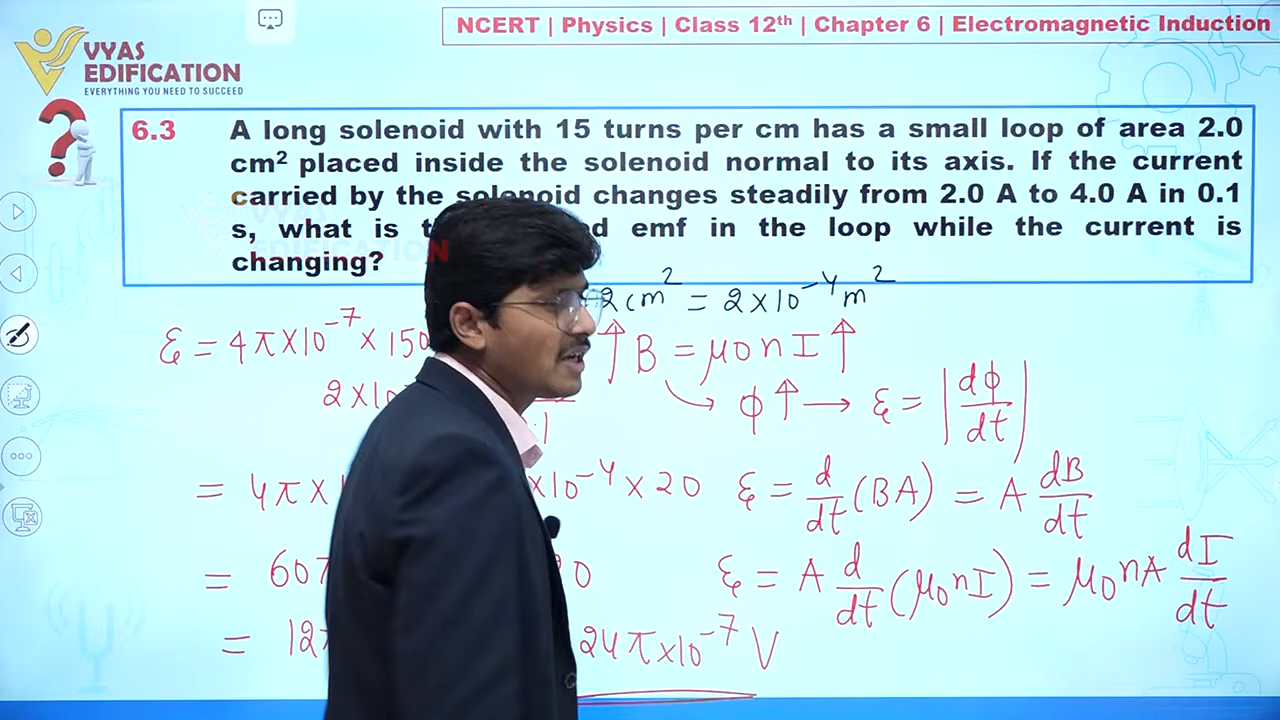 NCERT | Physics | Class 12th | Chapter 6 | Electromagnetic Induction
VYAS
EDIFICATION
EVERYTHING YOU NEED TO SUCCEED
6.3 A long solenoid with 15 turns per cm has a small loop of area 2.0
cm² placed inside the solenoid normal to its axis. If the current
carried by the solenoid changes steadily from 2.0 A to 4.0 A in 0.1
s, what is emf in the loop while the current is
changing?
2cm² = 2×10⁻⁴m²
ε = 4π×10⁻⁷ × 150
↑ B = μ0nI ↑
2×10
φ↑ → ε = |dφ/dt|
= 4π× ×10⁻⁴ × 20
ε = d/dt (BA) = A dB/dt
= 60π
ε = A d/dt (μ0nI) = μ0nA dI/dt
= 12π 24π×10⁻⁷ V